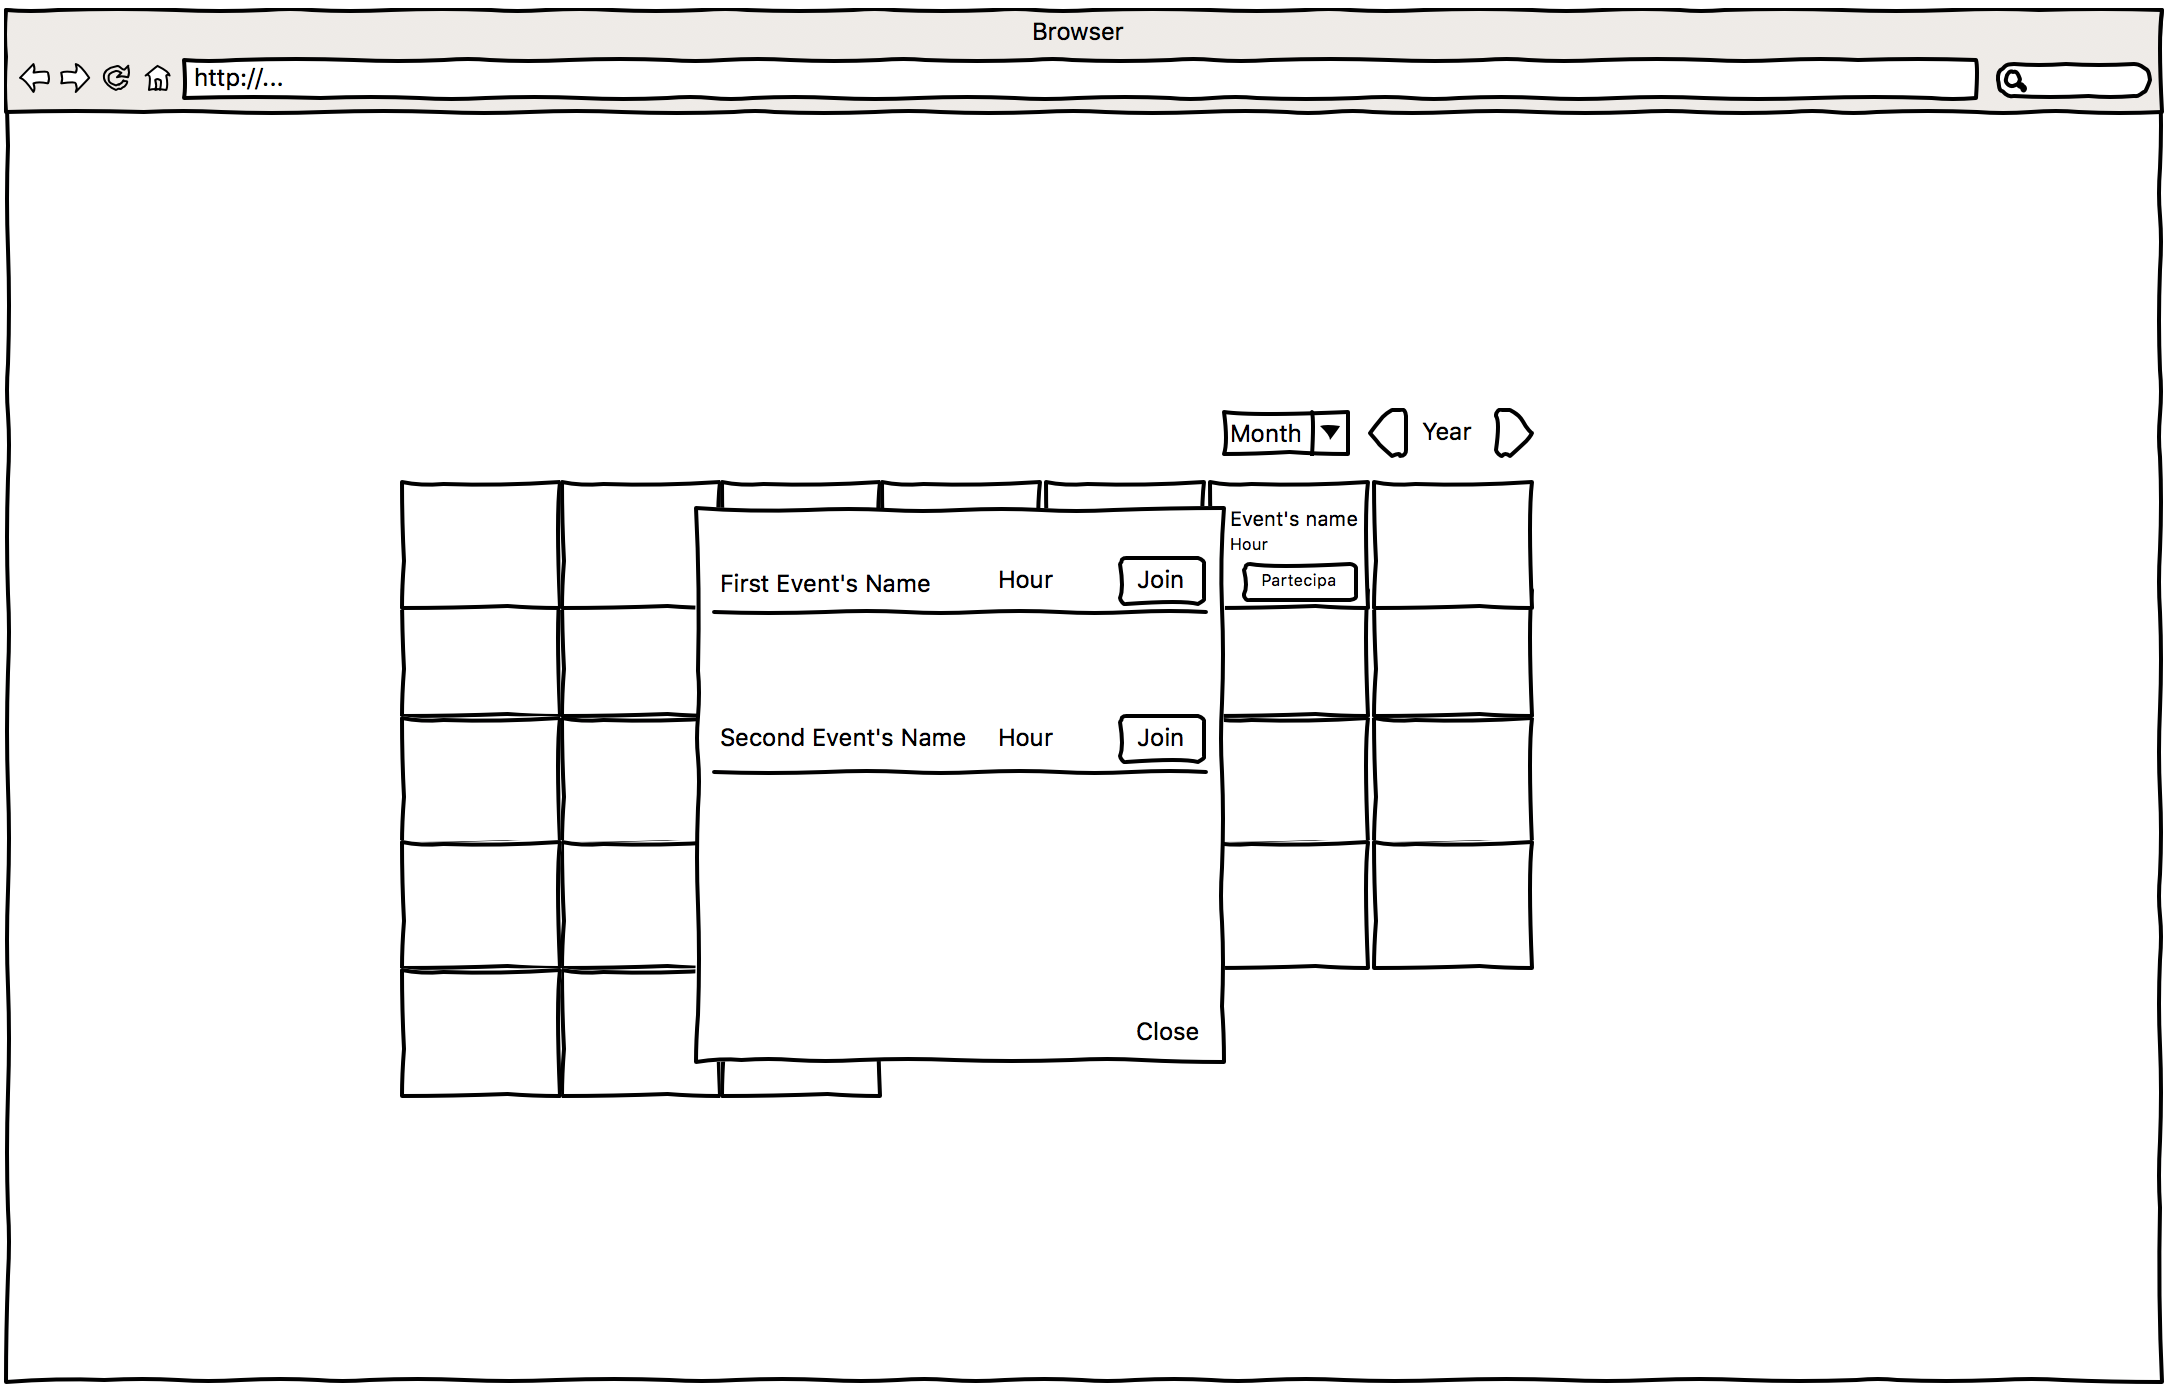 Browser
http://...
Month
Year
Event's name
Hour
Partecipa
First Event's Name Hour Join
Second Event's Name Hour Join
Close